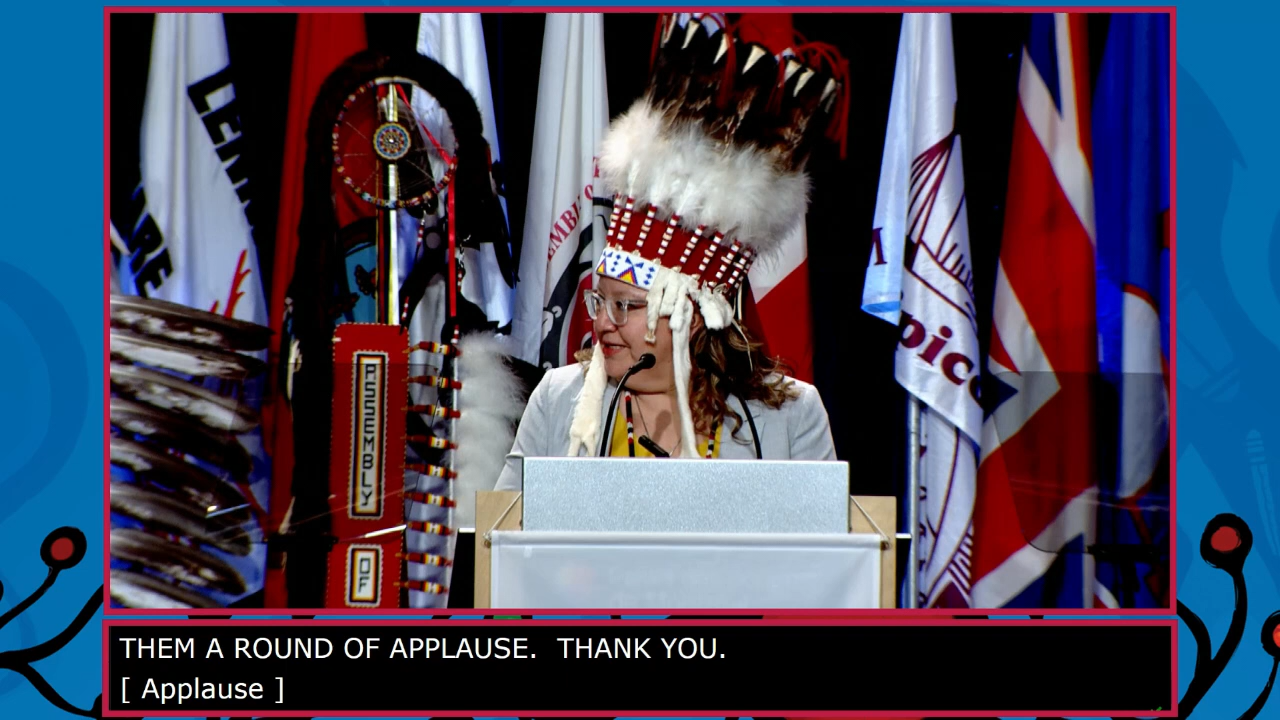 ASSEMBLY
OF
THEM A ROUND OF APPLAUSE.  THANK YOU.
[ Applause ]